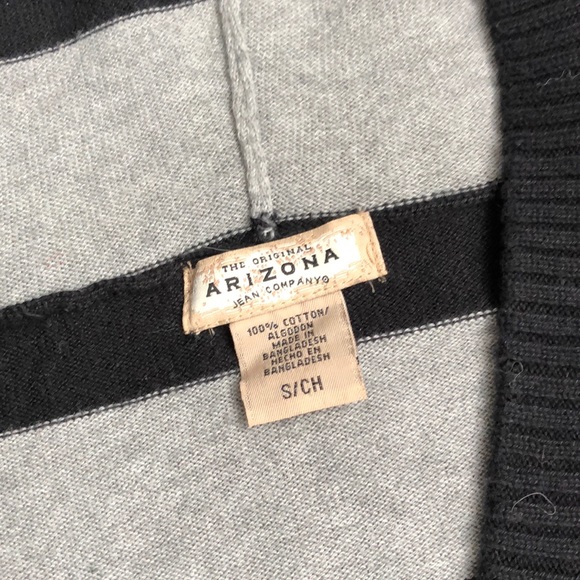 THE ORIGINAL
ARIZONA
JEAN COMPANY®
100% COTTON/
ALGODON
MADE IN
BANGLADESH
HECHO EN
BANGLADESH
S/CH